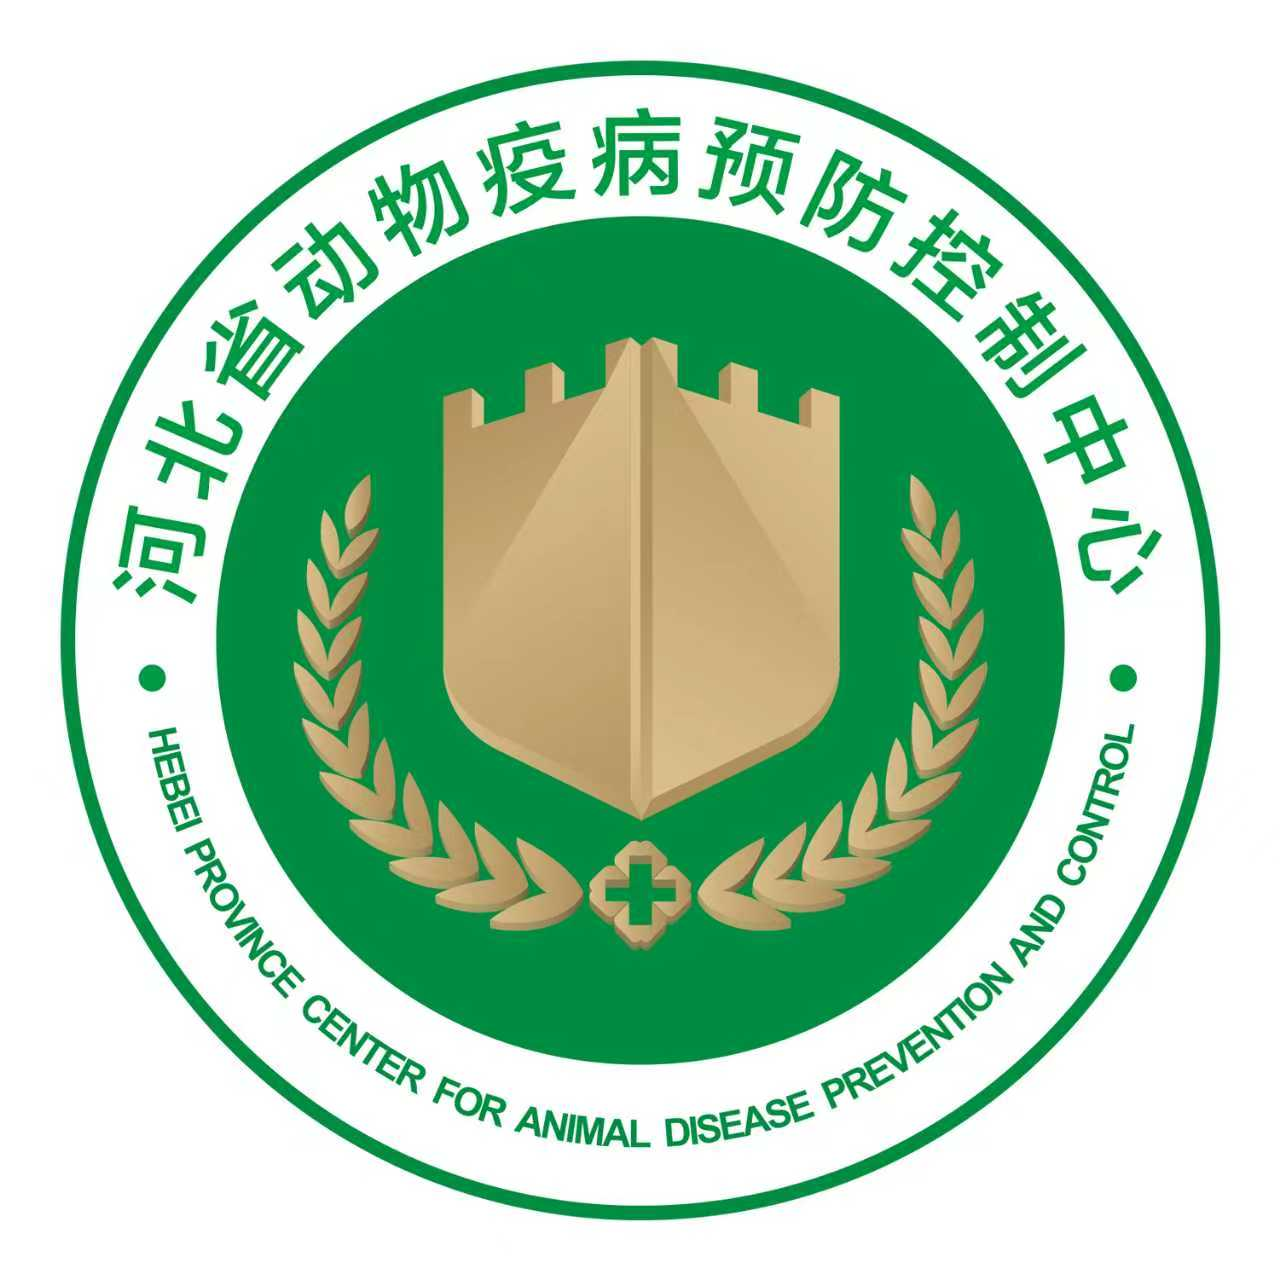 河北省动物疫病预防控制中心
HEBEI PROVINCE CENTER FOR ANIMAL DISEASE PREVENTION AND CONTROL